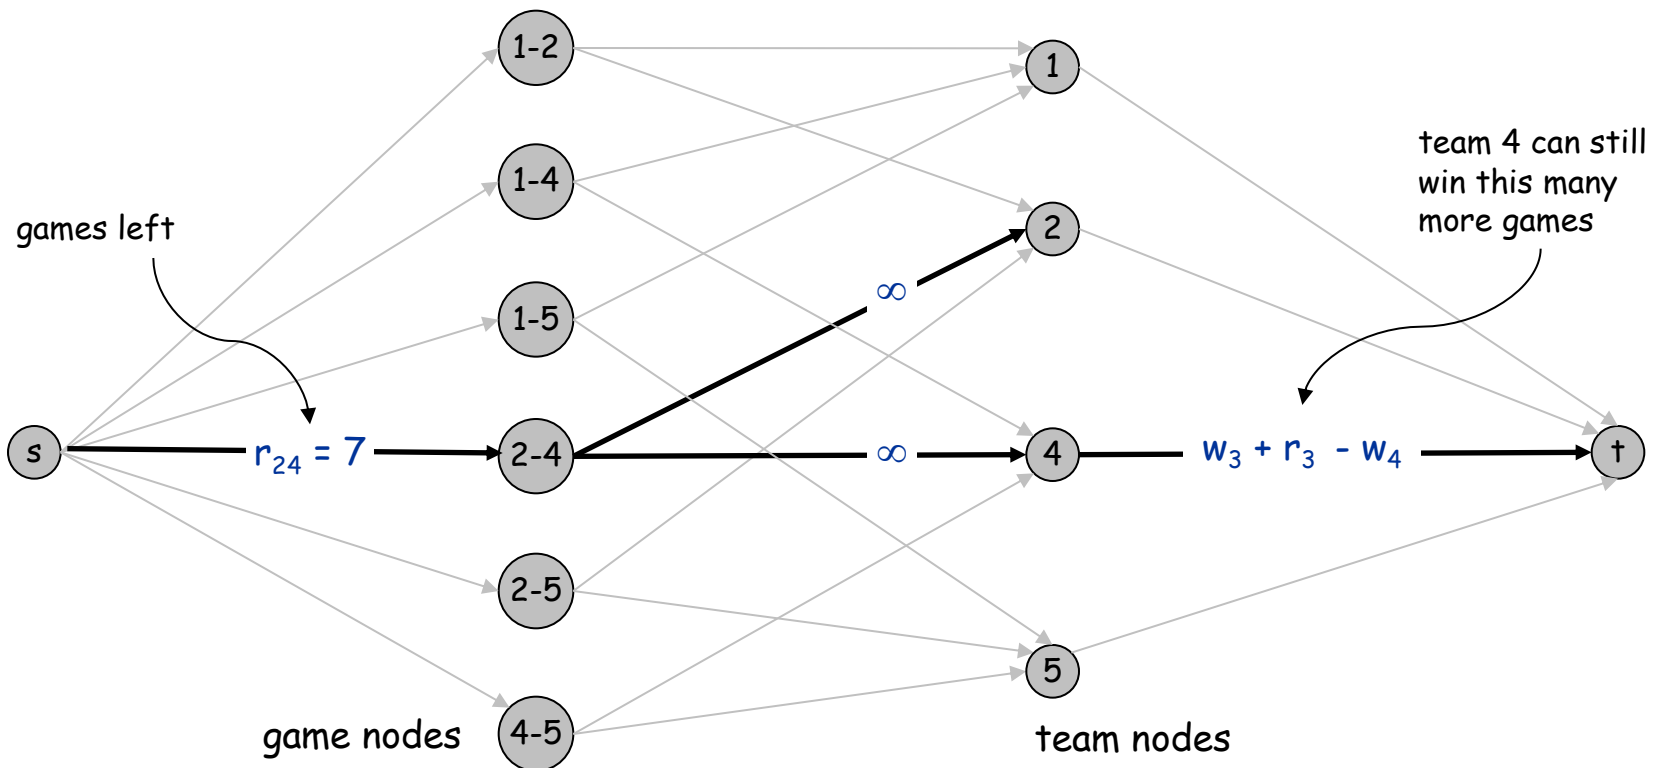 1-2
1
team 4 can still
win this many
more games
1-4
games left
2
∞
1-5
s
r₂₄ = 7
2-4
∞
4
w₃ + r₃ - w₄
t
2-5
5
game nodes
4-5
team nodes